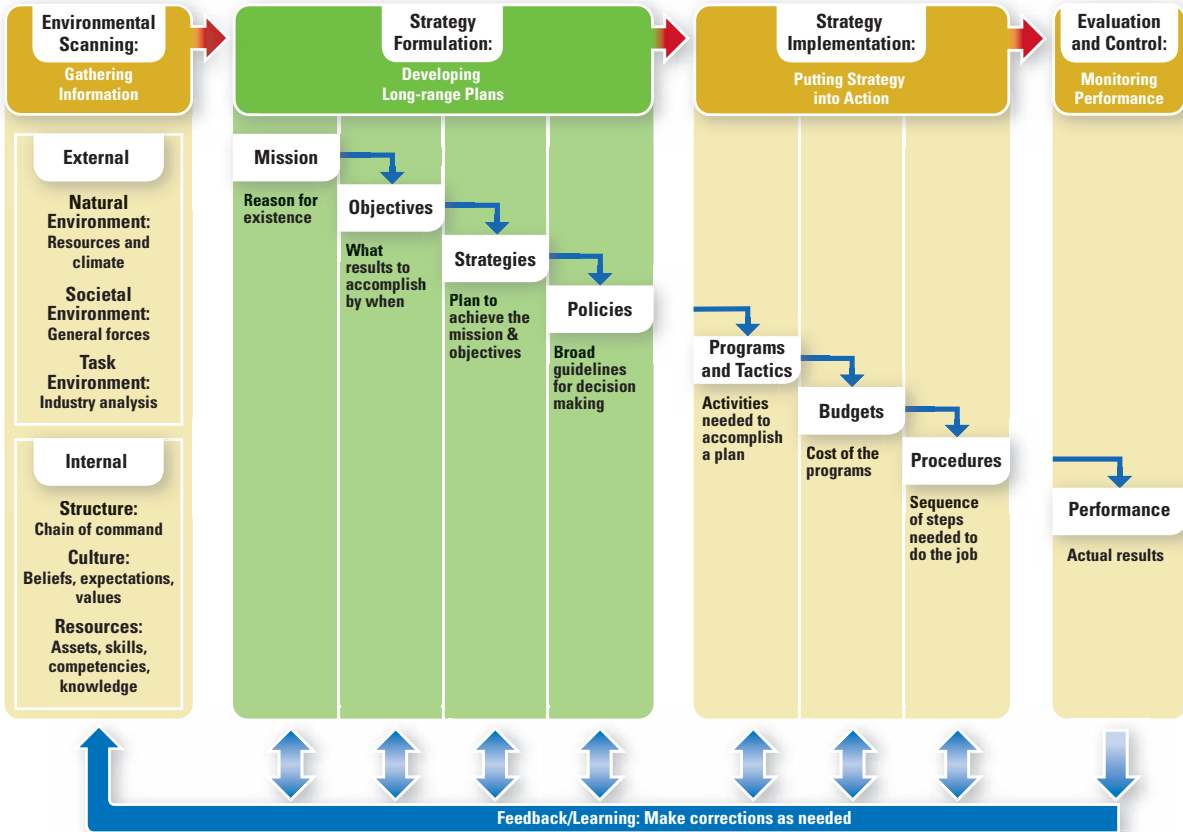 Environmental
Scanning:
Gathering
Information
Strategy
Formulation:
Developing
Long-range Plans
Strategy
Implementation:
Putting Strategy
into Action
Evaluation
and Control:
Monitoring
Performance
External
Natural
Environment:
Resources and
climate
Societal
Environment:
General forces
Task
Environment:
Industry analysis
Internal
Structure:
Chain of command
Culture:
Beliefs, expectations,
values
Resources:
Assets, skills,
competencies,
knowledge
Mission
Reason for
existence
Objectives
What
results to
accomplish
by when
Strategies
Plan to
achieve the
mission &
objectives
Policies
Broad
guidelines
for decision
making
Programs
and Tactics
Activities
needed to
accomplish
a plan
Budgets
Cost of the
programs
Procedures
Sequence
of steps
needed to
do the job
Performance
Actual results
Feedback/Learning: Make corrections as needed